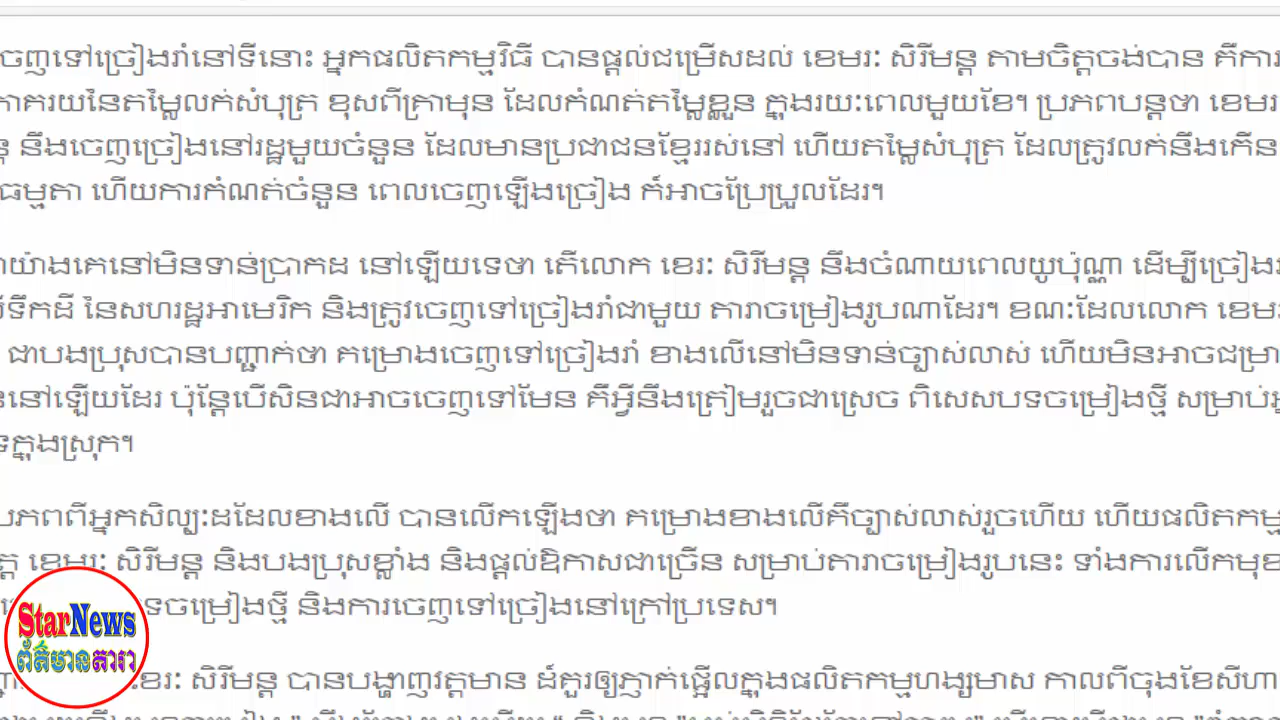 ចេញទៅច្រៀងរាំនៅទីនោះ អ្នកផលិតកម្មវិធី បានផ្តល់ជម្រើសដល់ ខេមរៈ សិរីមន្ត តាមចិត្តចង់បាន គឺការ
ភាគរយនៃតម្លៃលក់សំបុត្រ ខុសពីគ្រាមុន ដែលកំណត់តម្លៃខ្លួន ក្នុងរយៈពេលមួយខែ។ ប្រភពបន្តថា ខេមរ
នឹងចេញច្រៀងនៅរដ្ឋមួយចំនួន ដែលមានប្រជាជនខ្មែររស់នៅ ហើយតម្លៃសំបុត្រ ដែលត្រូវលក់នឹងកើន
ធម្មតា ហើយការកំណត់ចំនួន ពេលចេញឡើងច្រៀង ក៍អាចប្រែប្រួលដែរ។
យ៉ាងគេនៅមិនទាន់ប្រាកដ នៅឡើយទេថា តើលោក ខេរៈ សិរីមន្ត នឹងចំណាយពេលយូប៉ុណ្ណា ដើម្បីច្រៀង
ទឹកដី នៃសហរដ្ឋអាមេរិក និងត្រូវចេញទៅច្រៀងរាំជាមួយ តារាចម្រៀងរូបណាដែរ។ ខណៈដែលលោក ខេមរ
ជាបងប្រុសបានបញ្ជាក់ថា គម្រោងចេញទៅច្រៀងរាំ ខាងលើនៅមិនទាន់ច្បាស់លាស់ ហើយមិនអាចជម្រា
នៅឡើយដែរ ប៉ុន្តែបើសិនជាអាចចេញទៅមែន គឺអ្វីនឹងត្រៀមរួចជាស្រេច ពិសេសបទចម្រៀងថ្មី សម្រាប់
ក្នុងស្រុក។
ប្រភពពីអ្នកសិល្បៈដដែលខាងលើ បានលើកឡើងថា គម្រោងខាងលើគឺច្បាស់លាស់រួចហើយ ហើយផលិតកម្ម
ខេមរៈ សិរីមន្ត និងបងប្រុសខ្លាំង និងផ្តល់ឱកាសជាច្រើន សម្រាប់តារាចម្រៀងរូបនេះ ទាំងការលើកមុខ
ទចម្រៀងថ្មី និងការចេញទៅច្រៀងនៅក្រៅប្រទេស។
StarNews
ព័ត៌មានតារា
ខេរៈ សិរីមន្ត បានបង្ហាញវត្តមាន ដ៍គួរឲ្យភ្ញាក់ផ្អើលក្នុងផលិតកម្មហង្សមាស កាលពីចុងខែសីហា